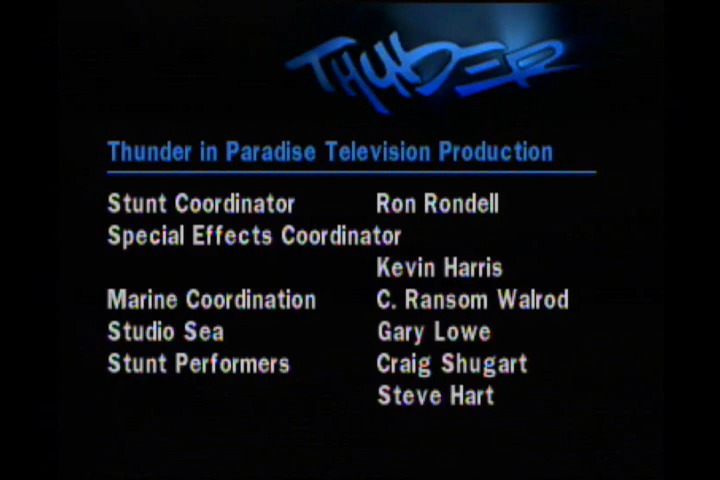 THUNDER
Thunder in Paradise Television Production
Stunt Coordinator Ron Rondell
Special Effects Coordinator
Kevin Harris
Marine Coordination C. Ransom Walrod
Studio Sea Gary Lowe
Stunt Performers Craig Shugart
Steve Hart